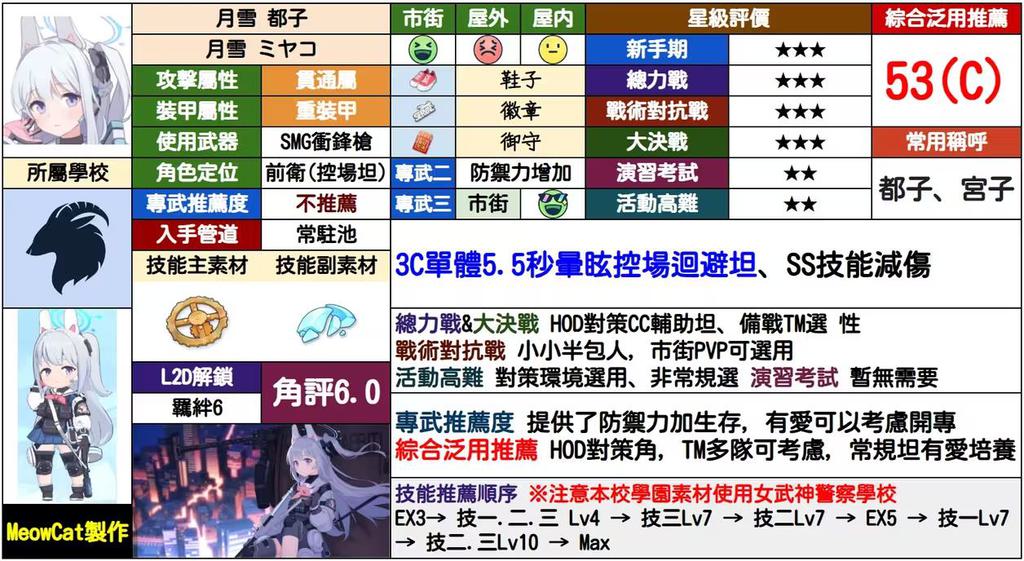 月雪 都子
月雪 ミヤコ
攻擊屬性 貫通屬
裝甲屬性 重裝甲
使用武器 SMG衝鋒槍
所屬學校 角色定位 前衛(控場坦)
專武推薦度 不推薦
入手管道 常駐池
技能主素材 技能副素材
L2D解鎖
羈絆6
角評6.0
MeowCat製作
市街 屋外 屋内
鞋子
徽章
御守
專武二 防禦力增加
專武三 市街
星級評價
新手期 ★★★
總力戰 ★★★
戰術對抗戰 ★★★
大決戰 ★★★
演習考試 ★★
活動高難 ★★
綜合泛用推薦
53(C)
常用稱呼
都子、宮子
3C單體5.5秒暈眩控場迴避坦、SS技能減傷
總力戰&大決戰 HOD對策CC輔助坦、備戰TM選 性
戰術對抗戰 小小半包人, 市街PVP可選用
活動高難 對策環境選用、非常規選 演習考試 暫無需要
專武推薦度 提供了防禦力加生存, 有愛可以考慮開專
綜合泛用推薦 HOD對策角, TM多隊可考慮, 常規坦有愛培養
技能推薦順序 ※注意本校學園素材使用女武神警察學校
EX3→ 技一.二.三 Lv4 → 技三Lv7 → 技二Lv7 → EX5 → 技一Lv7
→ 技二.三Lv10 → Max